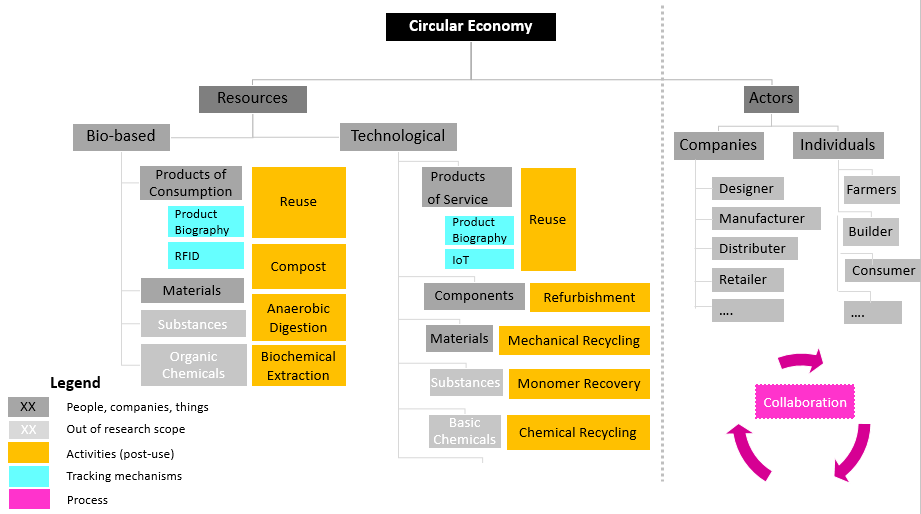 Circular Economy
Resources
Actors
Bio-based
Technological
Companies
Individuals
Products of
Consumption
Product
Biography
RFID
Materials
Substances
Organic
Chemicals
Reuse
Compost
Anaerobic
Digestion
Biochemical
Extraction
Products
of Service
Product
Biography
IoT
Reuse
Components
Refurbishment
Materials
Mechanical Recycling
Substances
Monomer Recovery
Basic
Chemicals
Chemical Recycling
Designer
Manufacturer
Distributer
Retailer
....
Farmers
Builder
Consumer
....
Collaboration
Legend
XX People, companies, things
XX Out of research scope
Activities (post-use)
Tracking mechanisms
Process